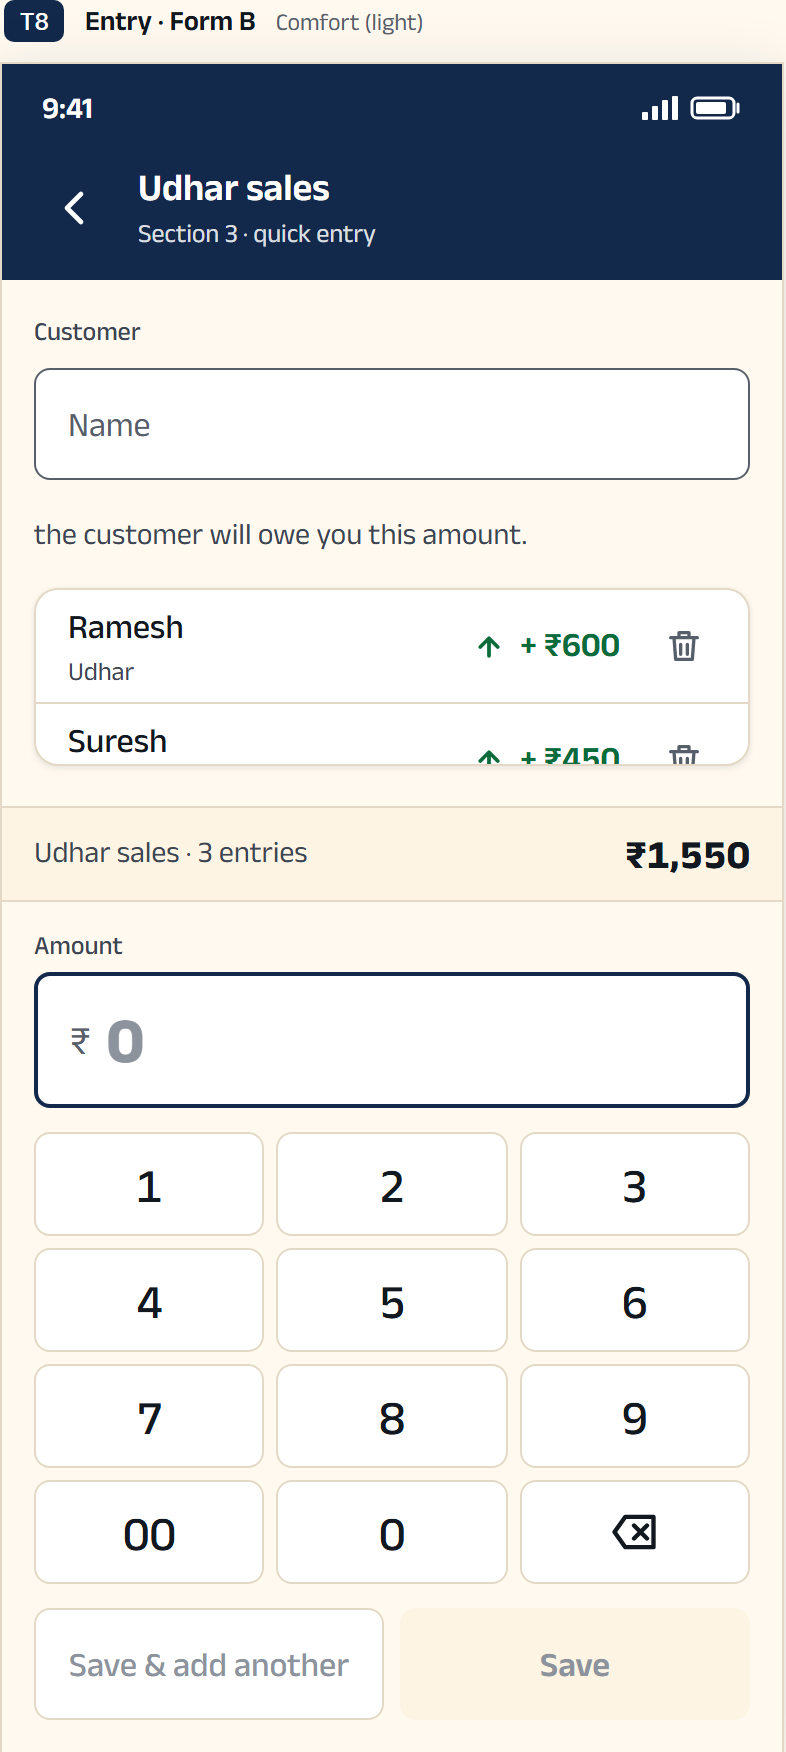 T8 Entry · Form B Comfort (light)
9:41
Udhar sales
Section 3 · quick entry
Customer
Name
the customer will owe you this amount.
Ramesh
Udhar
+ ₹600
Suresh
+ ₹450
Udhar sales · 3 entries
₹1,550
Amount
₹ 0
1 2 3
4 5 6
7 8 9
00 0
Save & add another
Save